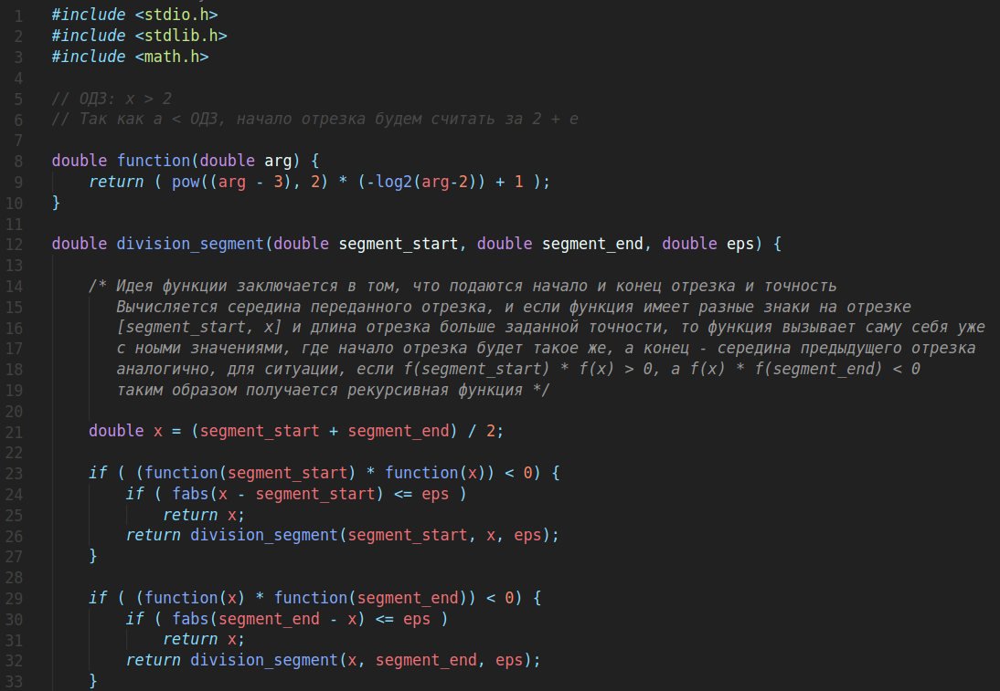 1 #include <stdio.h>
2 #include <stdlib.h>
3 #include <math.h>
4
5 // ОДЗ: x > 2
6 // Так как a < ОДЗ, начало отрезка будем считать за 2 + e
7
8 double function(double arg) {
9     return ( pow((arg - 3), 2) * (-log2(arg-2)) + 1 );
10 }
11
12 double division_segment(double segment_start, double segment_end, double eps) {
13
14     /* Идея функции заключается в том, что подаются начало и конец отрезка и точность
15        Вычисляется середина переданного отрезка, и если функция имеет разные знаки на отрезке
16        [segment_start, x] и длина отрезка больше заданной точности, то функция вызывает саму себя уже
17        с ноыми значениями, где начало отрезка будет такое же, а конец - середина предыдущего отрезка
18        аналогично, для ситуации, если f(segment_start) * f(x) > 0, а f(x) * f(segment_end) < 0
19        таким образом получается рекурсивная функция */
20
21     double x = (segment_start + segment_end) / 2;
22
23     if ( (function(segment_start) * function(x)) < 0) {
24         if ( fabs(x - segment_start) <= eps )
25             return x;
26         return division_segment(segment_start, x, eps);
27     }
28
29     if ( (function(x) * function(segment_end)) < 0) {
30         if ( fabs(segment_end - x) <= eps )
31             return x;
32         return division_segment(x, segment_end, eps);
33     }